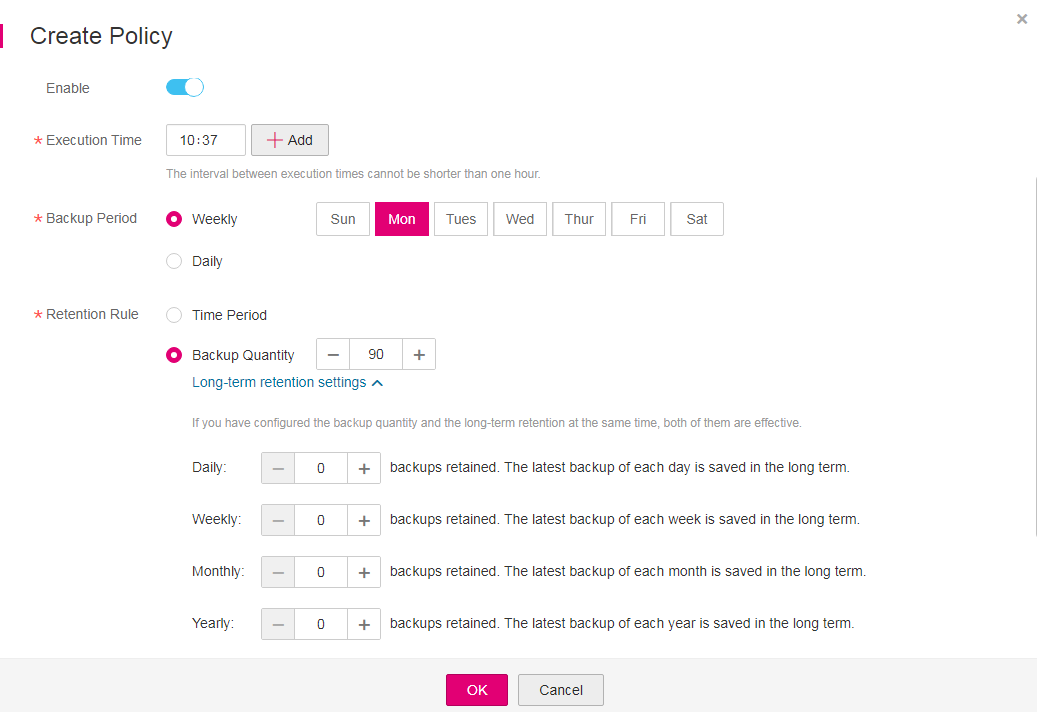 Create Policy
Enable
* Execution Time 10:37 + Add
The interval between execution times cannot be shorter than one hour.
* Backup Period Weekly Sun Mon Tues Wed Thur Fri Sat
Daily
* Retention Rule Time Period
Backup Quantity − 90 +
Long-term retention settings
If you have configured the backup quantity and the long-term retention at the same time, both of them are effective.
Daily: − 0 + backups retained. The latest backup of each day is saved in the long term.
Weekly: − 0 + backups retained. The latest backup of each week is saved in the long term.
Monthly: − 0 + backups retained. The latest backup of each month is saved in the long term.
Yearly: − 0 + backups retained. The latest backup of each year is saved in the long term.
OK Cancel